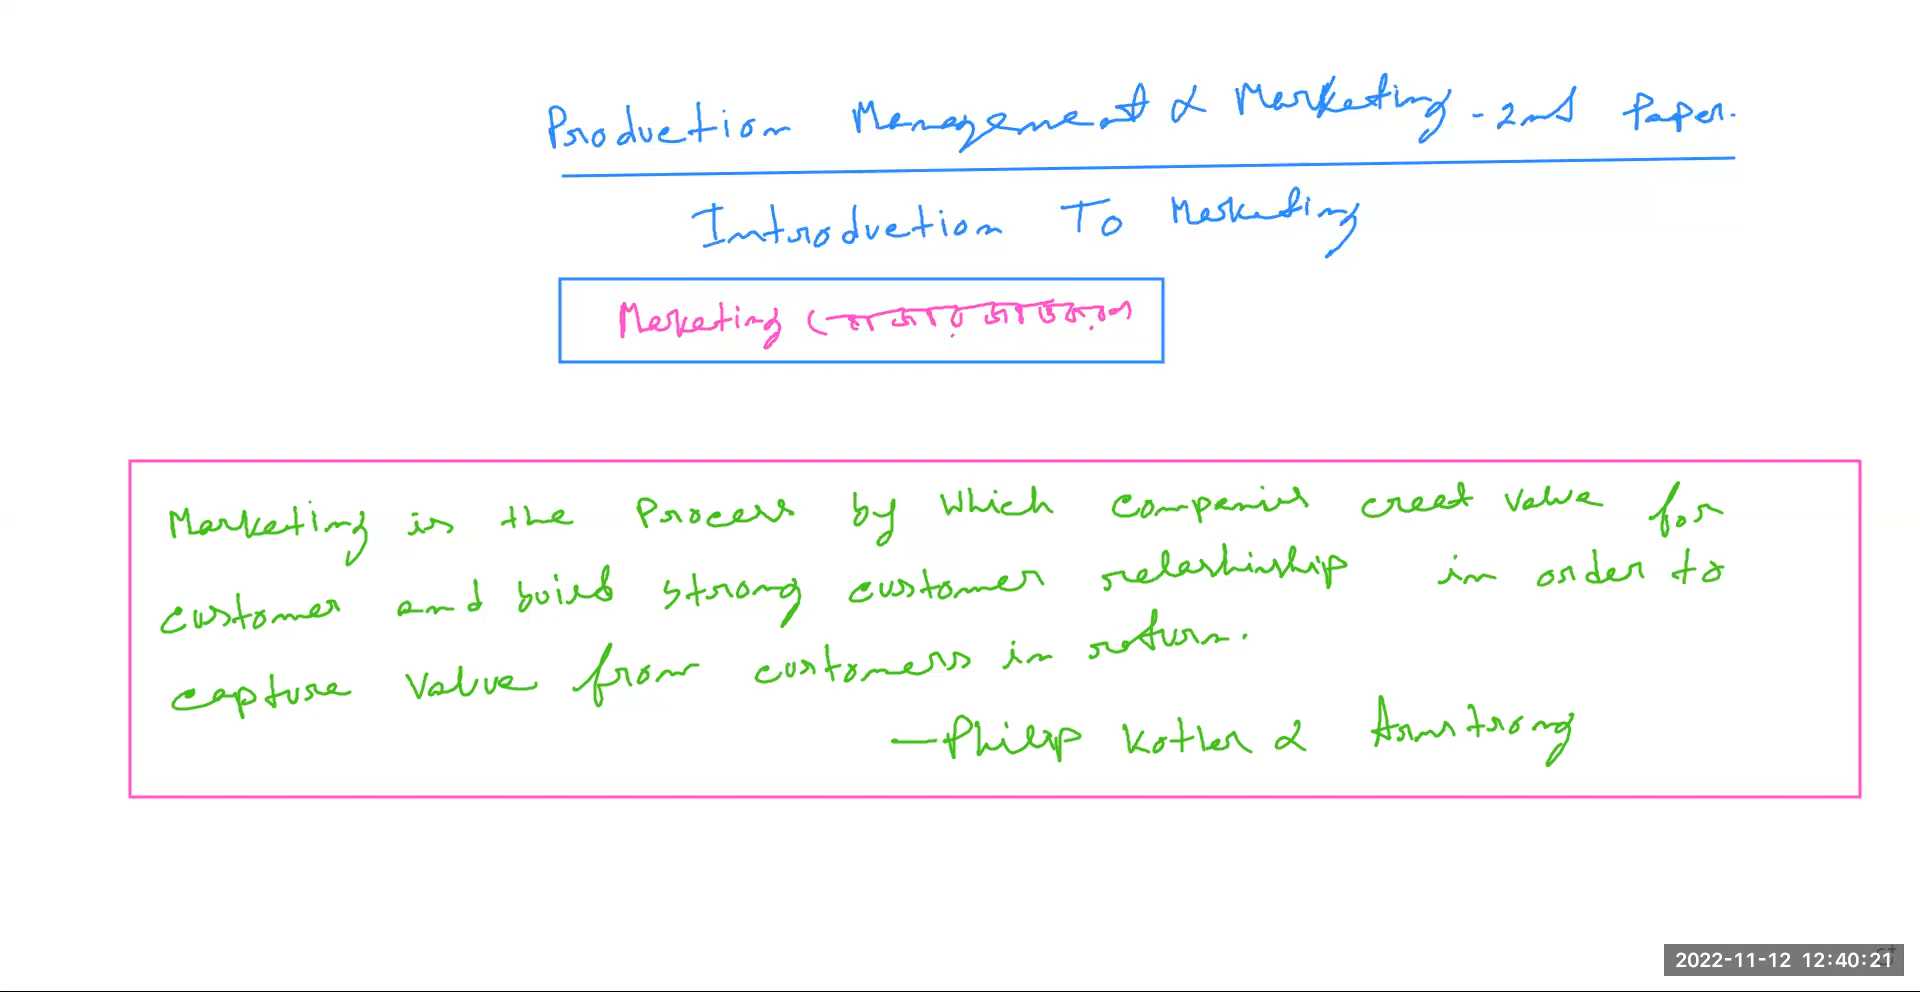 Production Management & Marketing - 2nd Paper.
Introduction To Marketing
Marketing (বাজারজাতকরণ)
Marketing is the Process by Which companies creat Value for
customer and build strong customer relashinship in order to
capture Value from customers in return.
—Philip Kotler & Armstrong
2022-11-12 12:40:21